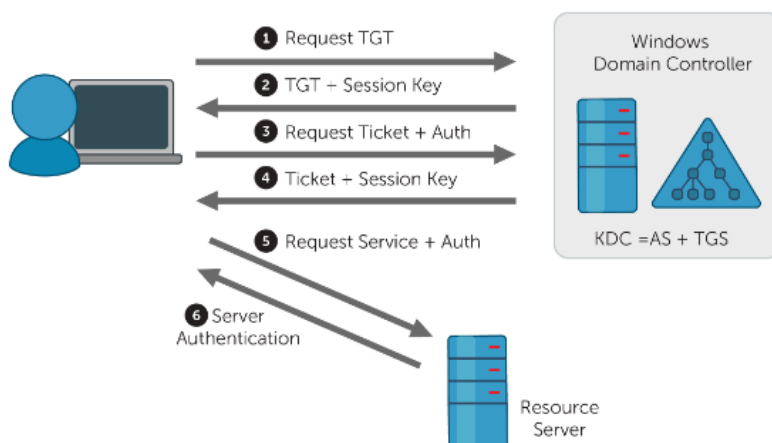 1 Request TGT
2 TGT + Session Key
3 Request Ticket + Auth
4 Ticket + Session Key
5 Request Service + Auth
6 Server
Authentication
Windows
Domain Controller
KDC =AS + TGS
Resource
Server